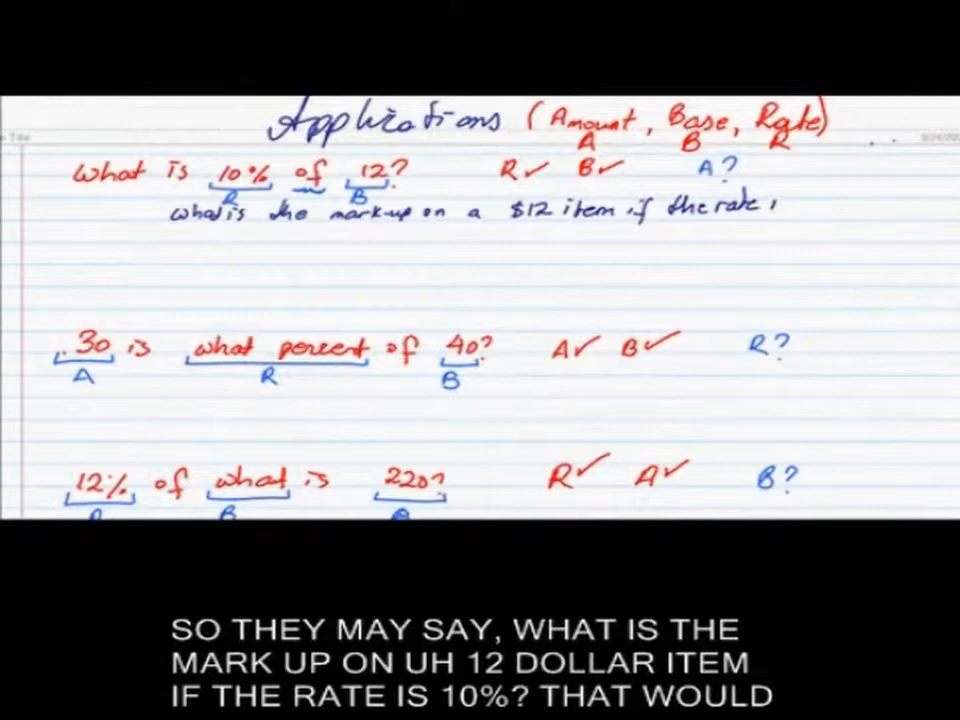 Applications (Amount, Base, Rate)
A B R
What is 10% of 12? R✓ B✓ A?
R B
what is the mark-up on a $12 item if the rate
.30 is what percent of 40? A✓ B✓ R?
A R B
12% of what is 220? R✓ A✓ B?
B
SO THEY MAY SAY, WHAT IS THE
MARK UP ON UH 12 DOLLAR ITEM
IF THE RATE IS 10%? THAT WOULD